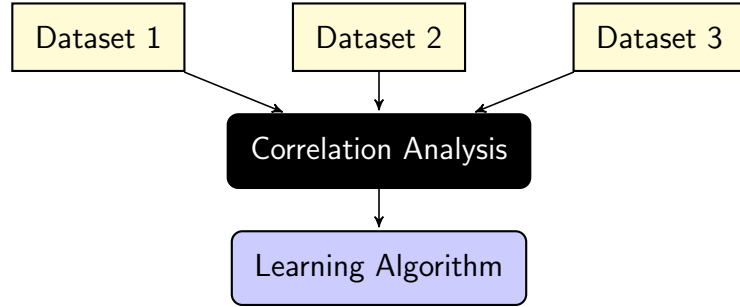 Dataset 1
Dataset 2
Dataset 3
Correlation Analysis
Learning Algorithm